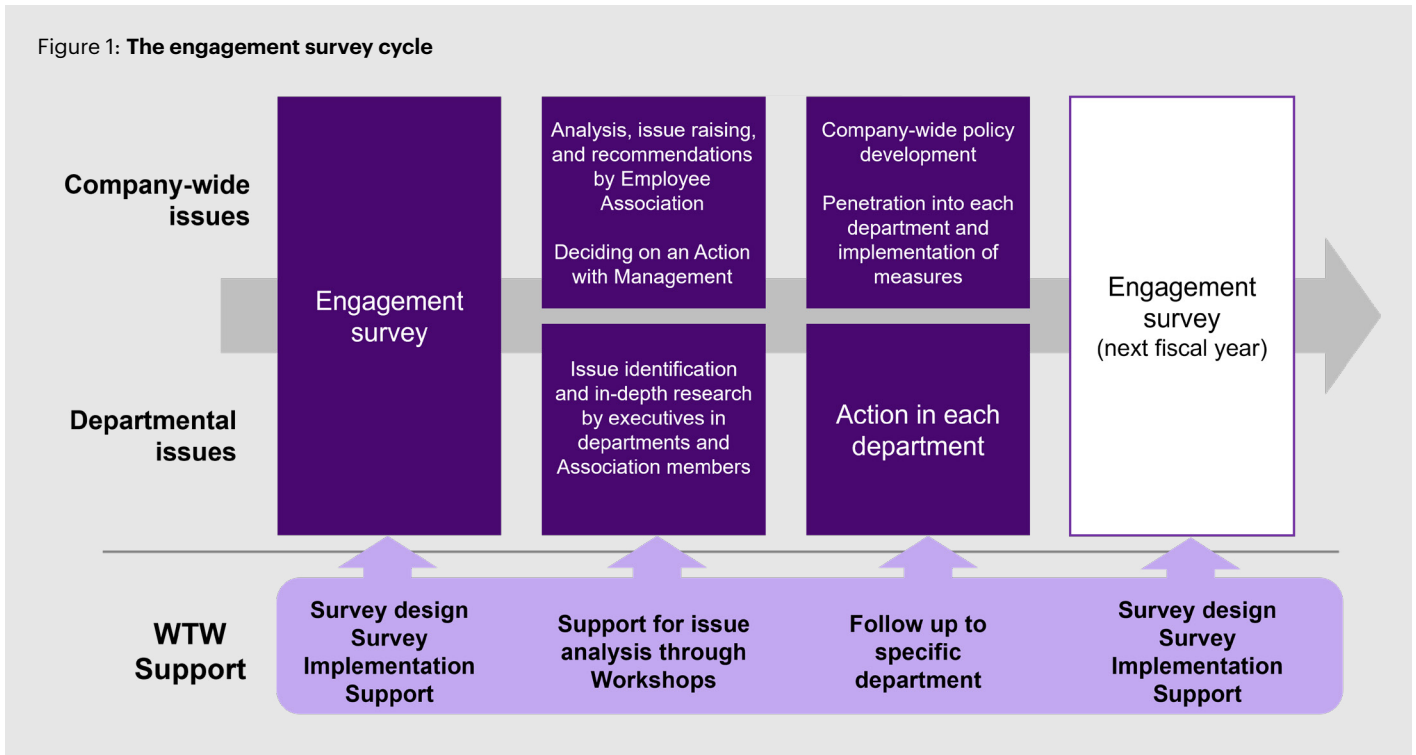 Figure 1: The engagement survey cycle
Company-wide
issues
Engagement
survey
Analysis, issue raising,
and recommendations
by Employee
Association
Deciding on an Action
with Management
Company-wide policy
development
Penetration into each
department and
implementation of
measures
Engagement
survey
(next fiscal year)
Departmental
issues
Issue identification
and in-depth research
by executives in
departments and
Association members
Action in each
department
WTW
Support
Survey design
Survey
Implementation
Support
Support for issue
analysis through
Workshops
Follow up to
specific
department
Survey design
Survey
Implementation
Support